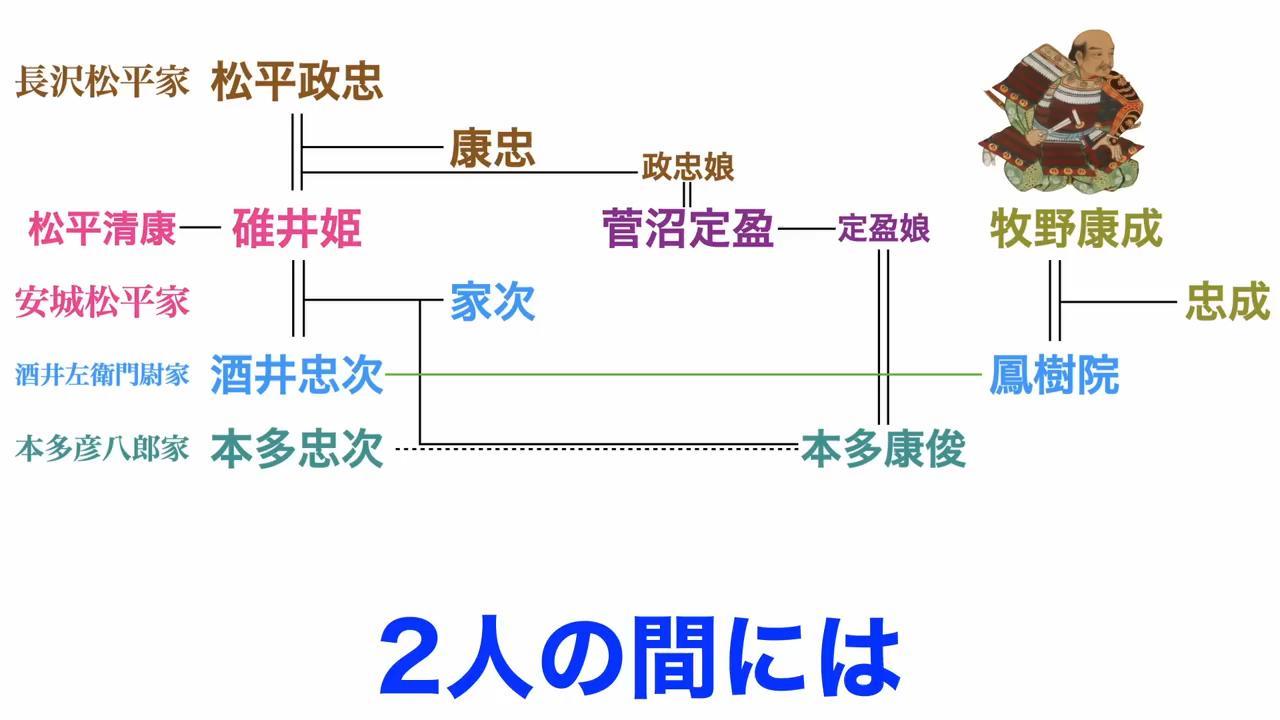 長沢松平家 松平政忠
康忠
政忠娘
松平清康 碓井姫 菅沼定盈 定盈娘 牧野康成
安城松平家 家次 忠成
酒井左衛門尉家 酒井忠次 鳳樹院
本多彦八郎家 本多忠次 本多康俊
2人の間には